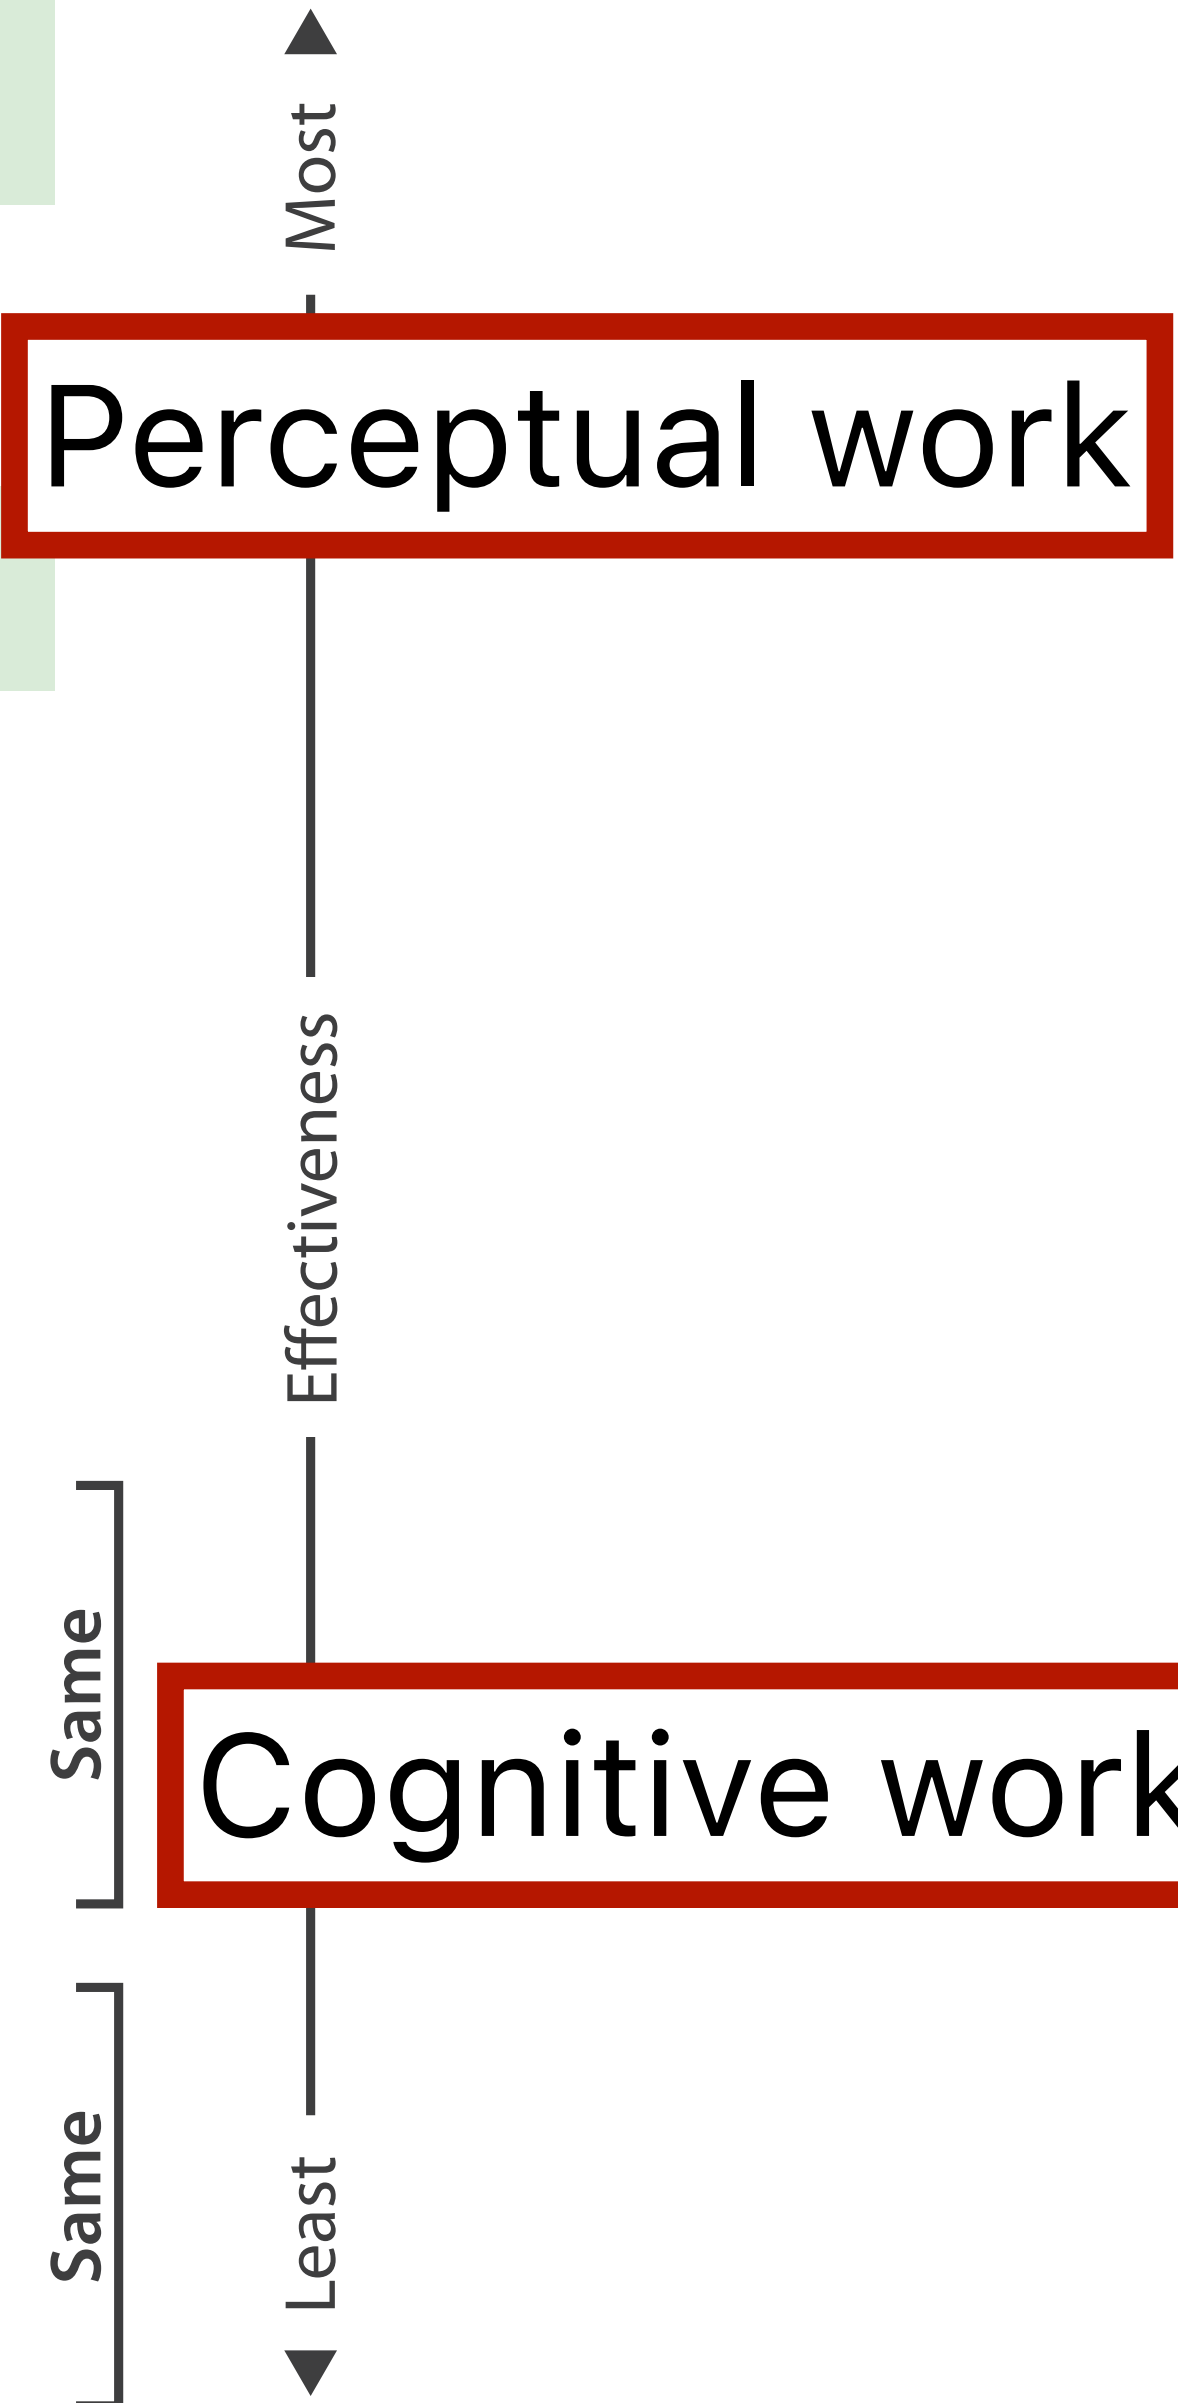 Most
Perceptual work
Effectiveness
Same
Cognitive work
Same
Least